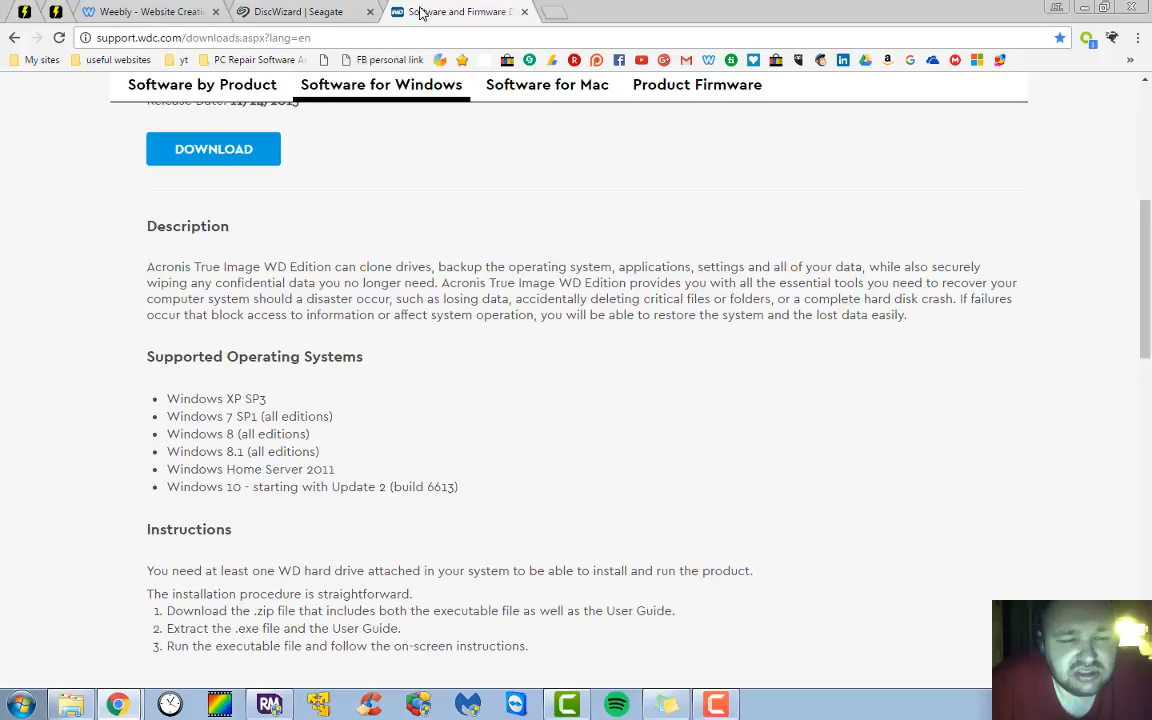 Weebly - Website Creati
DiscWizard | Seagate
Software and Firmware D
support.wdc.com/downloads.aspx?lang=en
My sites
useful websites
yt
PC Repair Software A
FB personal link
Software by Product
Software for Windows
Software for Mac
Product Firmware
Release Date: 11/24/2015
DOWNLOAD
Description
Acronis True Image WD Edition can clone drives, backup the operating system, applications, settings and all of your data, while also securely
wiping any confidential data you no longer need. Acronis True Image WD Edition provides you with all the essential tools you need to recover your
computer system should a disaster occur, such as losing data, accidentally deleting critical files or folders, or a complete hard disk crash. If failures
occur that block access to information or affect system operation, you will be able to restore the system and the lost data easily.
Supported Operating Systems
• Windows XP SP3
• Windows 7 SP1 (all editions)
• Windows 8 (all editions)
• Windows 8.1 (all editions)
• Windows Home Server 2011
• Windows 10 - starting with Update 2 (build 6613)
Instructions
You need at least one WD hard drive attached in your system to be able to install and run the product.
The installation procedure is straightforward.
1. Download the .zip file that includes both the executable file as well as the User Guide.
2. Extract the .exe file and the User Guide.
3. Run the executable file and follow the on-screen instructions.